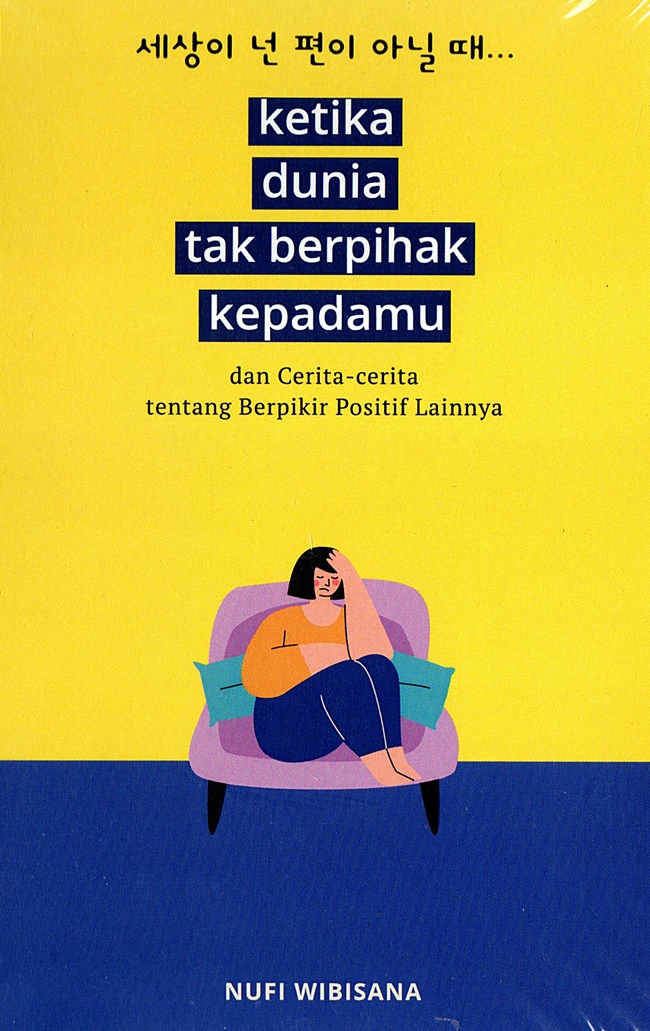 세상이 넌 편이 아닐 때...
ketika
dunia
tak berpihak
kepadamu
dan Cerita-cerita
tentang Berpikir Positif Lainnya
NUFI WIBISANA